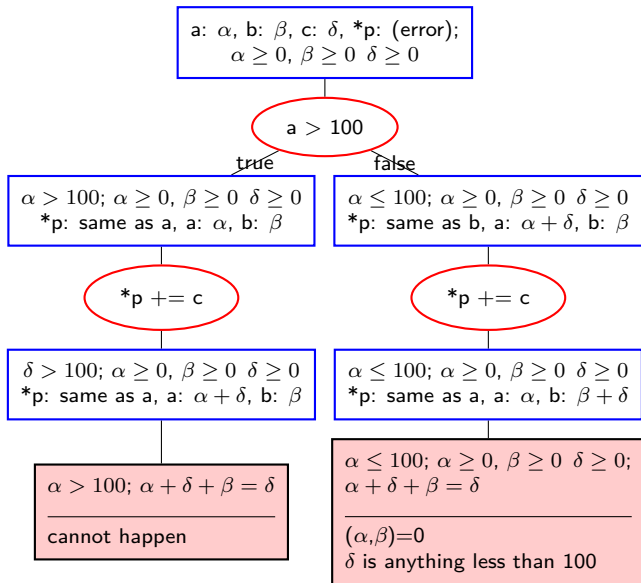 a: α, b: β, c: δ, *p: (error);
α ≥ 0, β ≥ 0 δ ≥ 0
a > 100
true
false
α > 100; α ≥ 0, β ≥ 0 δ ≥ 0
*p: same as a, a: α, b: β
α ≤ 100; α ≥ 0, β ≥ 0 δ ≥ 0
*p: same as b, a: α + δ, b: β
*p += c
*p += c
δ > 100; α ≥ 0, β ≥ 0 δ ≥ 0
*p: same as a, a: α + δ, b: β
α ≤ 100; α ≥ 0, β ≥ 0 δ ≥ 0
*p: same as a, a: α, b: β + δ
α > 100; α + δ + β = δ
cannot happen
α ≤ 100; α ≥ 0, β ≥ 0 δ ≥ 0;
α + δ + β = δ
(α,β)=0
δ is anything less than 100